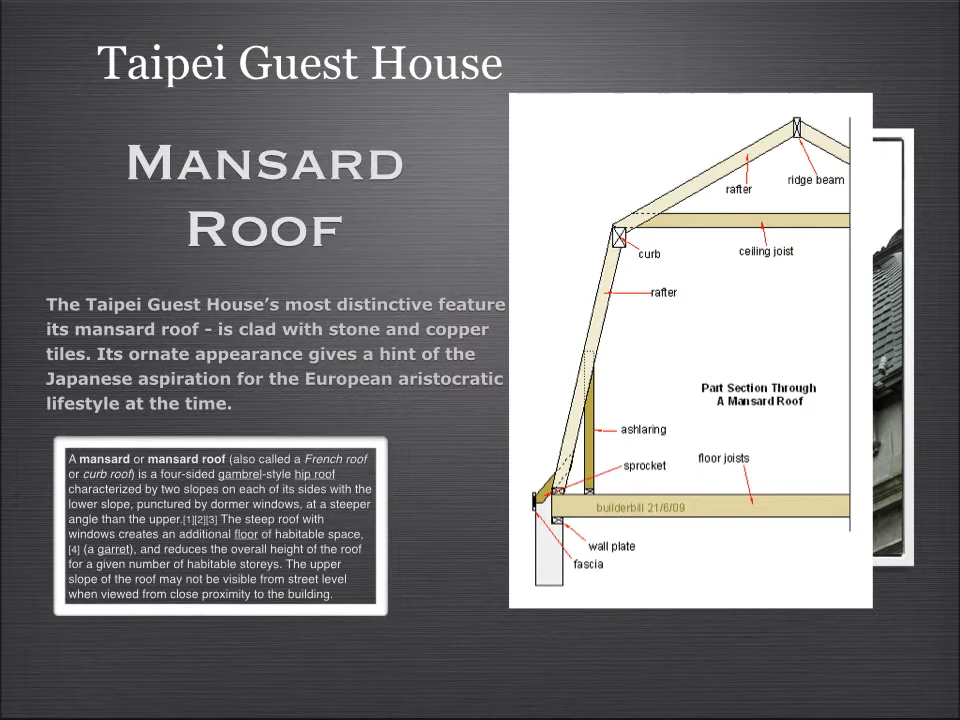 Taipei Guest House
MANSARD
ROOF
The Taipei Guest House's most distinctive feature
its mansard roof - is clad with stone and copper
tiles. Its ornate appearance gives a hint of the
Japanese aspiration for the European aristocratic
lifestyle at the time.
A mansard or mansard roof (also called a French roof
or curb roof) is a four-sided gambrel-style hip roof
characterized by two slopes on each of its sides with the
lower slope, punctured by dormer windows, at a steeper
angle than the upper.[1][2][3] The steep roof with
windows creates an additional floor of habitable space,
[4] (a garret), and reduces the overall height of the roof
for a given number of habitable storeys. The upper
slope of the roof may not be visible from street level
when viewed from close proximity to the building.
rafter
ridge beam
curb
ceiling joist
rafter
Part Section Through
A Mansard Roof
ashlaring
sprocket
floor joists
builderbill 21/6/09
wall plate
fascia